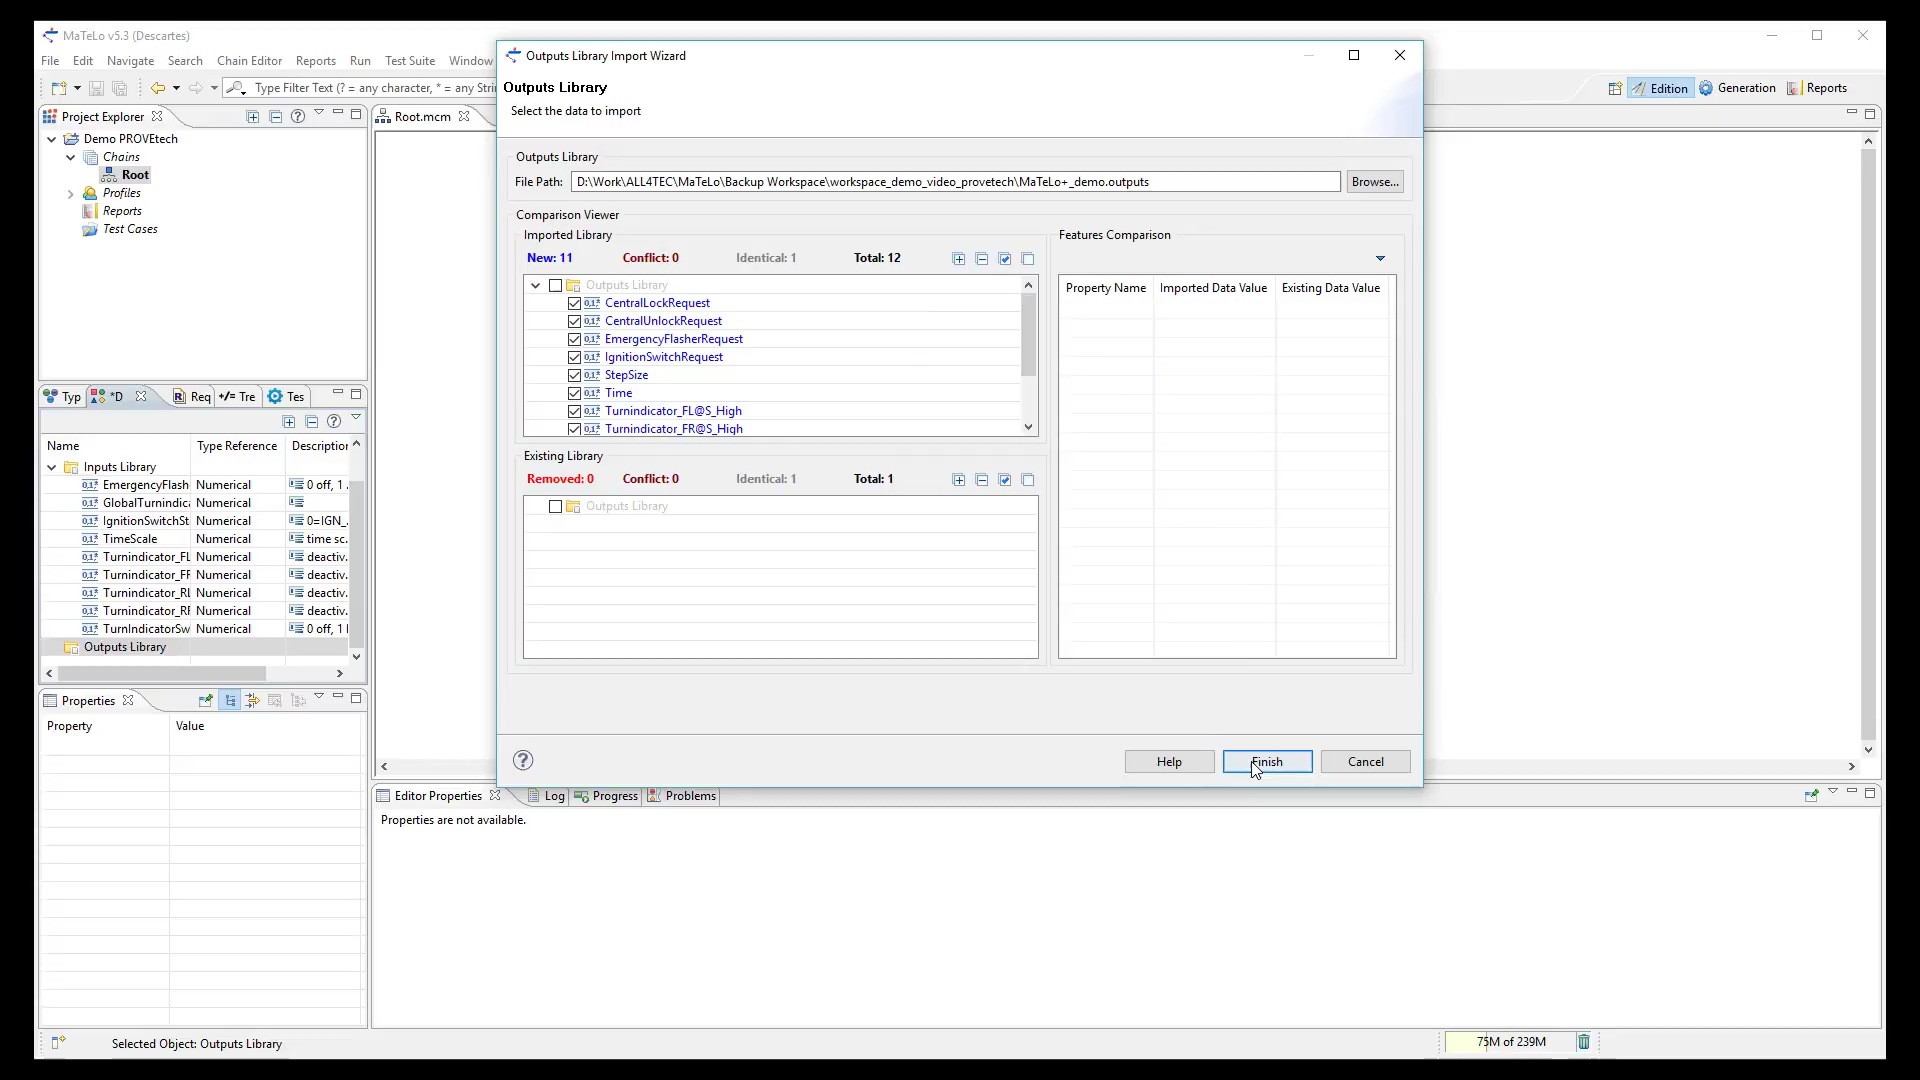 MaTeLo v5.3 (Descartes)
File Edit Navigate Search Chain Editor Reports Run Test Suite Window
Type Filter Text (? = any character, * = any Stri
Edition Generation Reports
Project Explorer
Demo PROVEtech
Chains
Root
Profiles
Reports
Test Cases
Root.mcm
Typ *D Req Tre Tes
Name Type Reference Description
Inputs Library
EmergencyFlash Numerical 0 off, 1 .
GlobalTurnindica Numerical
IgnitionSwitchSt Numerical 0=IGN_.
TimeScale Numerical time sc.
Turnindicator_FL Numerical deactiv.
Turnindicator_FF Numerical deactiv.
Turnindicator_RL Numerical deactiv.
Turnindicator_RF Numerical deactiv.
TurnIndicatorSw Numerical 0 off, 1 l
Outputs Library
Properties
Property Value
Outputs Library Import Wizard
Outputs Library
Select the data to import
Outputs Library
File Path: D:\Work\ALL4TEC\MaTeLo\Backup Workspace\workspace_demo_video_provetech\MaTeLo+_demo.outputs Browse...
Comparison Viewer
Imported Library
New: 11 Conflict: 0 Identical: 1 Total: 12
Outputs Library
CentralLockRequest
CentralUnlockRequest
EmergencyFlasherRequest
IgnitionSwitchRequest
StepSize
Time
Turnindicator_FL@S_High
Turnindicator_FR@S_High
Existing Library
Removed: 0 Conflict: 0 Identical: 1 Total: 1
Outputs Library
Features Comparison
Property Name Imported Data Value Existing Data Value
Help Finish Cancel
Editor Properties Log Progress Problems
Properties are not available.
Selected Object: Outputs Library
75M of 239M